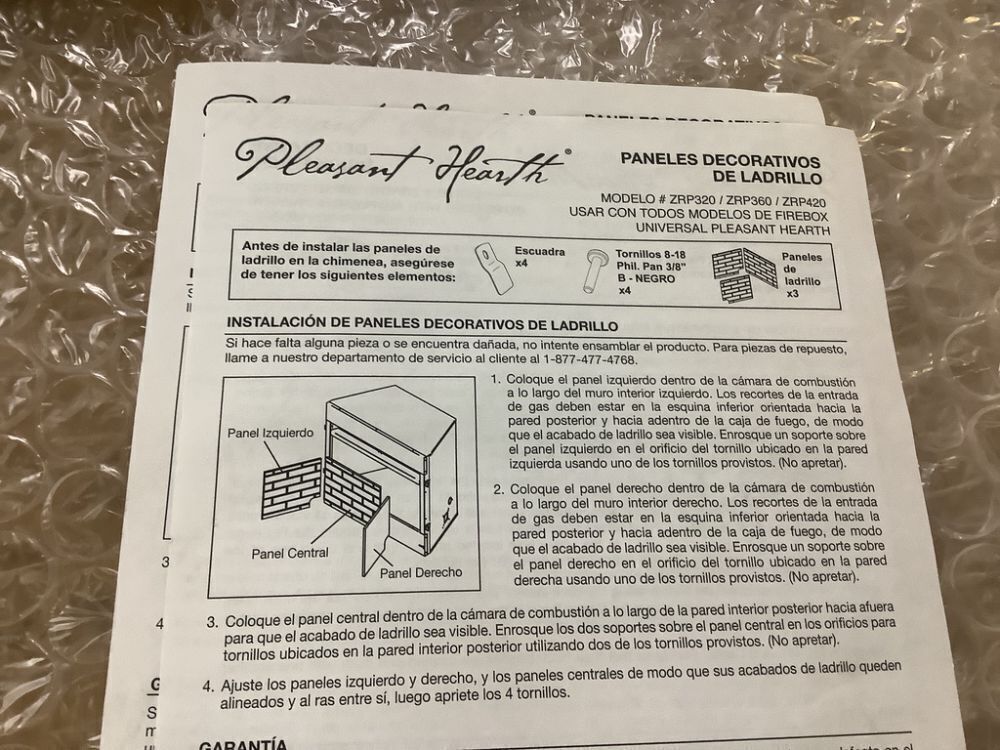 Pleasant Hearth®
PANELES DECORATIVOS
DE LADRILLO
MODELO # ZRP320 / ZRP360 / ZRP420
USAR CON TODOS MODELOS DE FIREBOX
UNIVERSAL PLEASANT HEARTH
Antes de instalar las paneles de
ladrillo en la chimenea, asegúrese
de tener los siguientes elementos:
Escuadra
x4
Tornillos 8-18
Phil. Pan 3/8"
B - NEGRO
x4
Paneles
de
ladrillo
x3
INSTALACIÓN DE PANELES DECORATIVOS DE LADRILLO
Si hace falta alguna pieza o se encuentra dañada, no intente ensamblar el producto. Para piezas de repuesto,
llame a nuestro departamento de servicio al cliente al 1-877-477-4768.
Panel Izquierdo
Panel Central
Panel Derecho
1. Coloque el panel izquierdo dentro de la cámara de combustión
a lo largo del muro interior izquierdo. Los recortes de la entrada
de gas deben estar en la esquina inferior orientada hacia la
pared posterior y hacia adentro de la caja de fuego, de modo
que el acabado de ladrillo sea visible. Enrosque un soporte sobre
el panel izquierdo en el orificio del tornillo ubicado en la pared
izquierda usando uno de los tornillos provistos. (No apretar).
2. Coloque el panel derecho dentro de la cámara de combustión
a lo largo del muro interior derecho. Los recortes de la entrada
de gas deben estar en la esquina inferior orientada hacia la
pared posterior y hacia adentro de la caja de fuego, de modo
que el acabado de ladrillo sea visible. Enrosque un soporte sobre
el panel derecho en el orificio del tornillo ubicado en la pared
derecha usando uno de los tornillos provistos. (No apretar).
3. Coloque el panel central dentro de la cámara de combustión a lo largo de la pared interior posterior hacia afuera
para que el acabado de ladrillo sea visible. Enrosque los dos soportes sobre el panel central en los orificios para
tornillos ubicados en la pared interior posterior utilizando dos de los tornillos provistos. (No apretar).
4. Ajuste los paneles izquierdo y derecho, y los paneles centrales de modo que sus acabados de ladrillo queden
alineados y al ras entre sí, luego apriete los 4 tornillos.
GARANTÍA
3
4
G
S